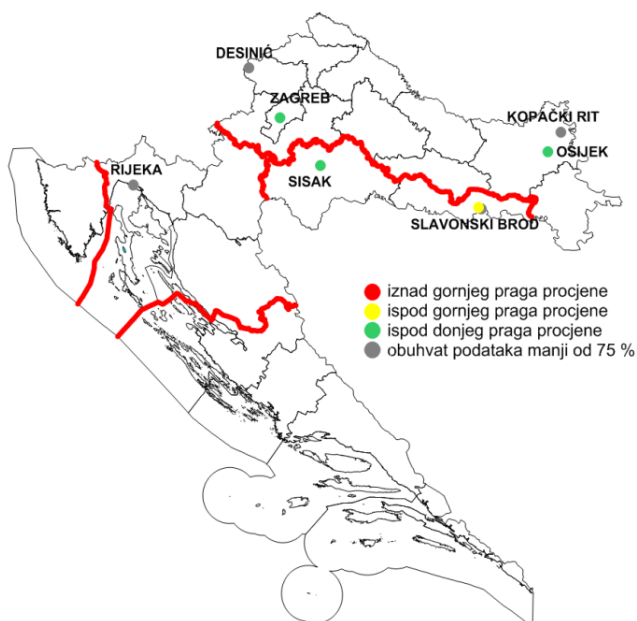 DESINIĆ
ZAGREB
KOPAČKI RIT
OSIJEK
RIJEKA
SISAK
SLAVONSKI BROD
iznad gornjeg praga procjene
ispod gornjeg praga procjene
ispod donjeg praga procjene
obuhvat podataka manji od 75 %